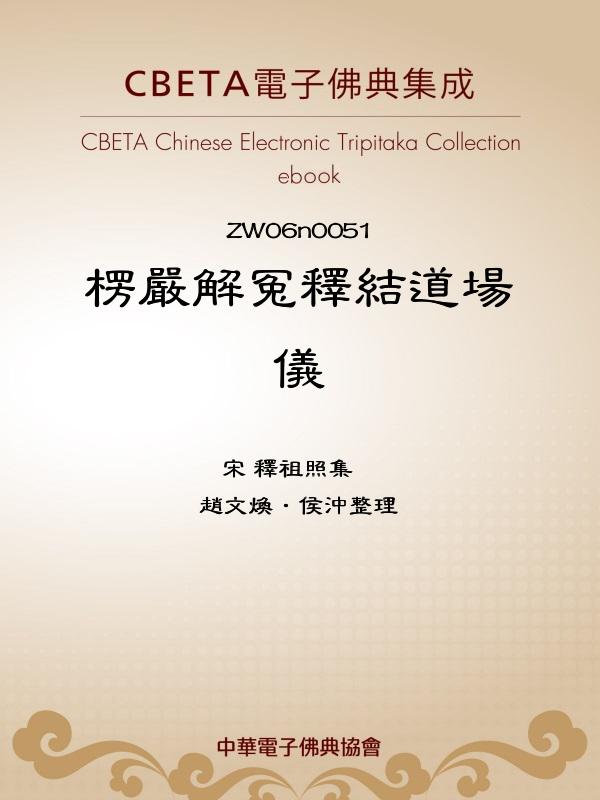 CBETA電子佛典集成
CBETA Chinese Electronic Tripitaka Collection
ebook
ZW06n0051
楞嚴解冤釋結道場
儀
宋 釋祖照集
趙文煥．侯沖整理
中華電子佛典協會